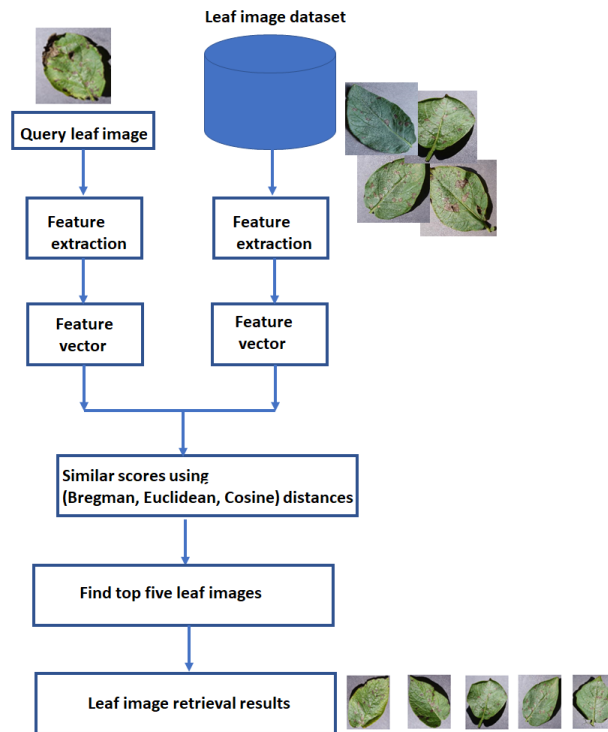 Leaf image dataset
Query leaf image
Feature
extraction
Feature
extraction
Feature
vector
Feature
vector
Similar scores using
(Bregman, Euclidean, Cosine) distances
Find top five leaf images
Leaf image retrieval results